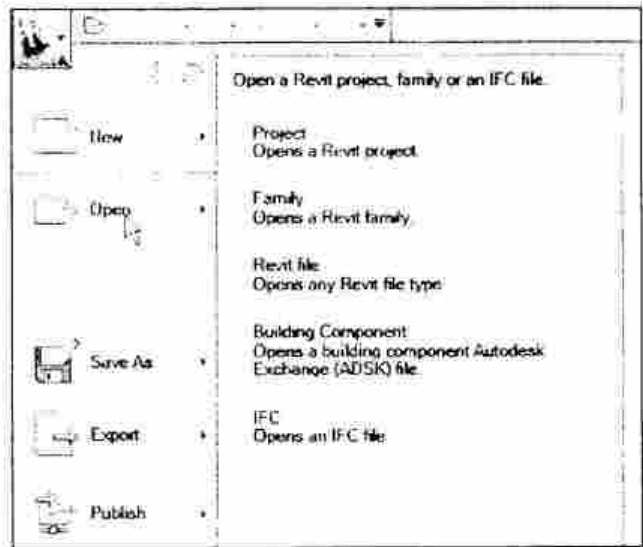 Open a Revit project, family or an IFC file.
New
Project
Opens a Revit project.
Open
Family
Opens a Revit family.
Revit file
Opens any Revit file type
Building Component
Opens a building component Autodesk
Exchange (ADSK) file.
Save As
IFC
Opens an IFC file
Export
Publish